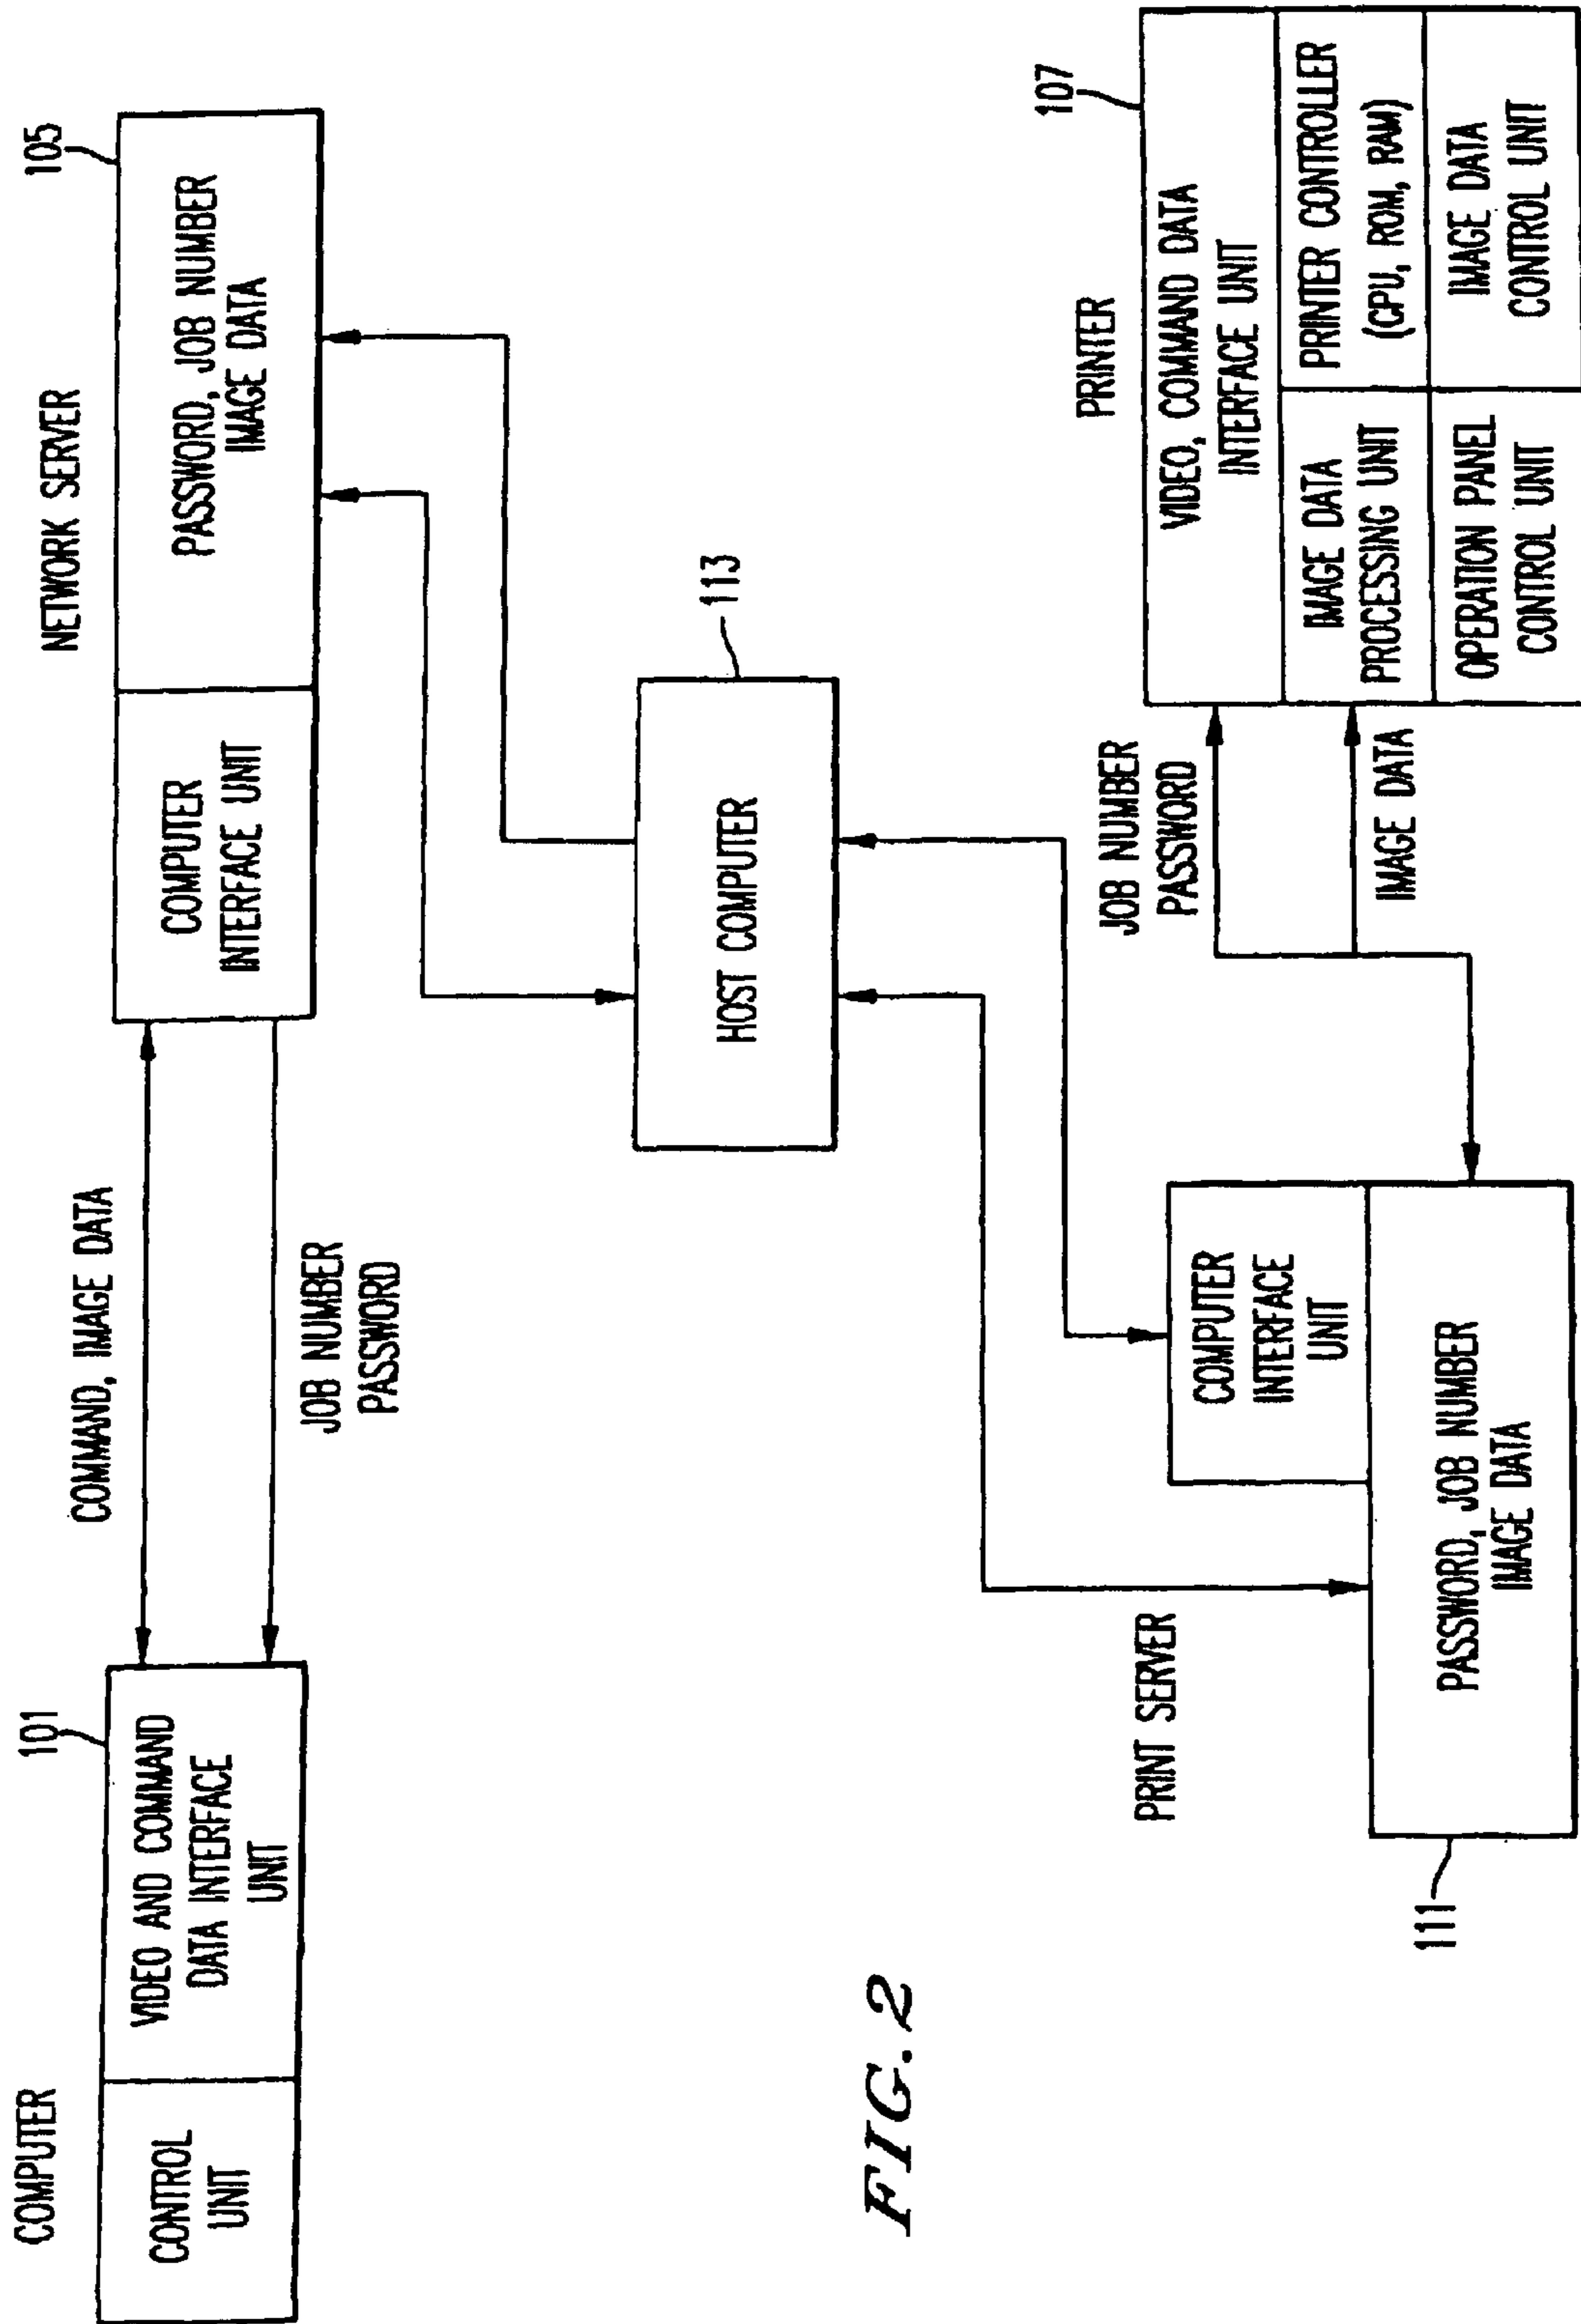 COMPUTER
101
CONTROL
UNIT
VIDEO AND COMMAND
DATA INTERFACE
UNIT
COMMAND, IMAGE DATA
JOB NUMBER
PASSWORD
NETWORK SERVER
105
COMPUTER
INTERFACE UNIT
PASSWORD, JOB NUMBER
IMAGE DATA
HOST COMPUTER
113
FIG.2
PRINT SERVER
111
COMPUTER
INTERFACE
UNIT
PASSWORD, JOB NUMBER
IMAGE DATA
JOB NUMBER
PASSWORD
IMAGE DATA
PRINTER
107
VIDEO, COMMAND DATA
INTERFACE UNIT
IMAGE DATA
PROCESSING UNIT
PRINTER CONTROLLER
(CPU, ROM, RAM)
OPERATION PANEL
CONTROL UNIT
IMAGE DATA
CONTROL UNIT